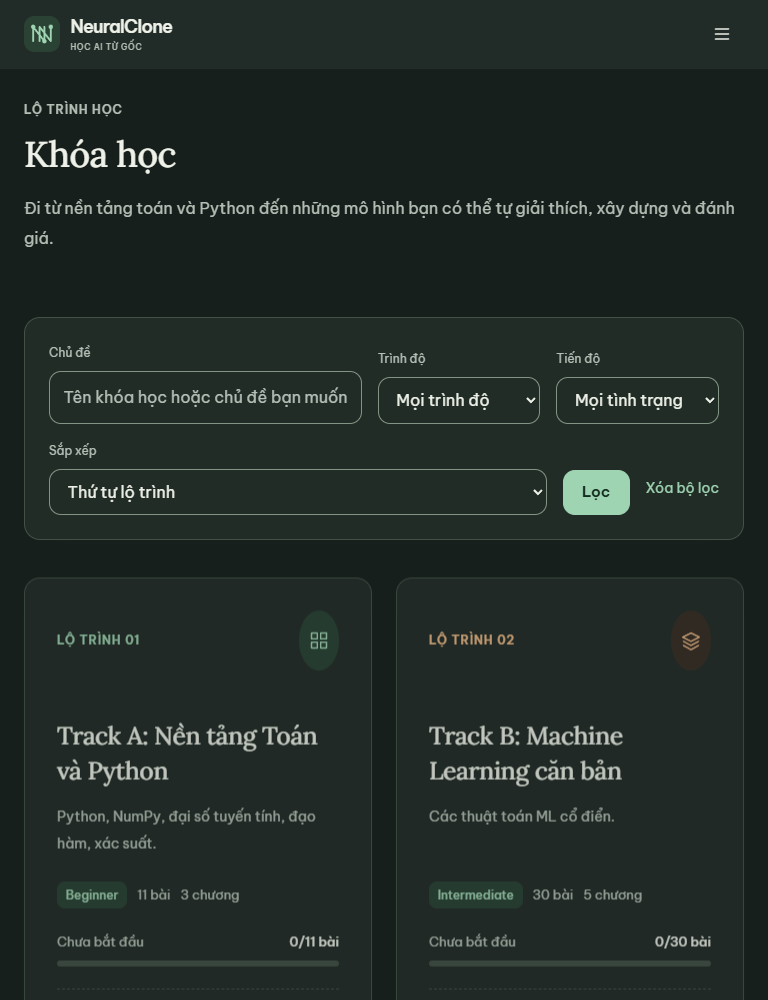 NeuralClone
HỌC AI TỪ GỐC
LỘ TRÌNH HỌC
Khóa học
Đi từ nền tảng toán và Python đến những mô hình bạn có thể tự giải thích, xây dựng và đánh
giá.
Chủ đề
Trình độ
Tiến độ
Tên khóa học hoặc chủ đề bạn muốn
Mọi trình độ
Mọi tình trạng
Sắp xếp
Thứ tự lộ trình
Lọc
Xóa bộ lọc
LỘ TRÌNH 01
Track A: Nền tảng Toán
và Python
Python, NumPy, đại số tuyến tính, đạo
hàm, xác suất.
Beginner 11 bài 3 chương
Chưa bắt đầu 0/11 bài
LỘ TRÌNH 02
Track B: Machine
Learning căn bản
Các thuật toán ML cổ điển.
Intermediate 30 bài 5 chương
Chưa bắt đầu 0/30 bài